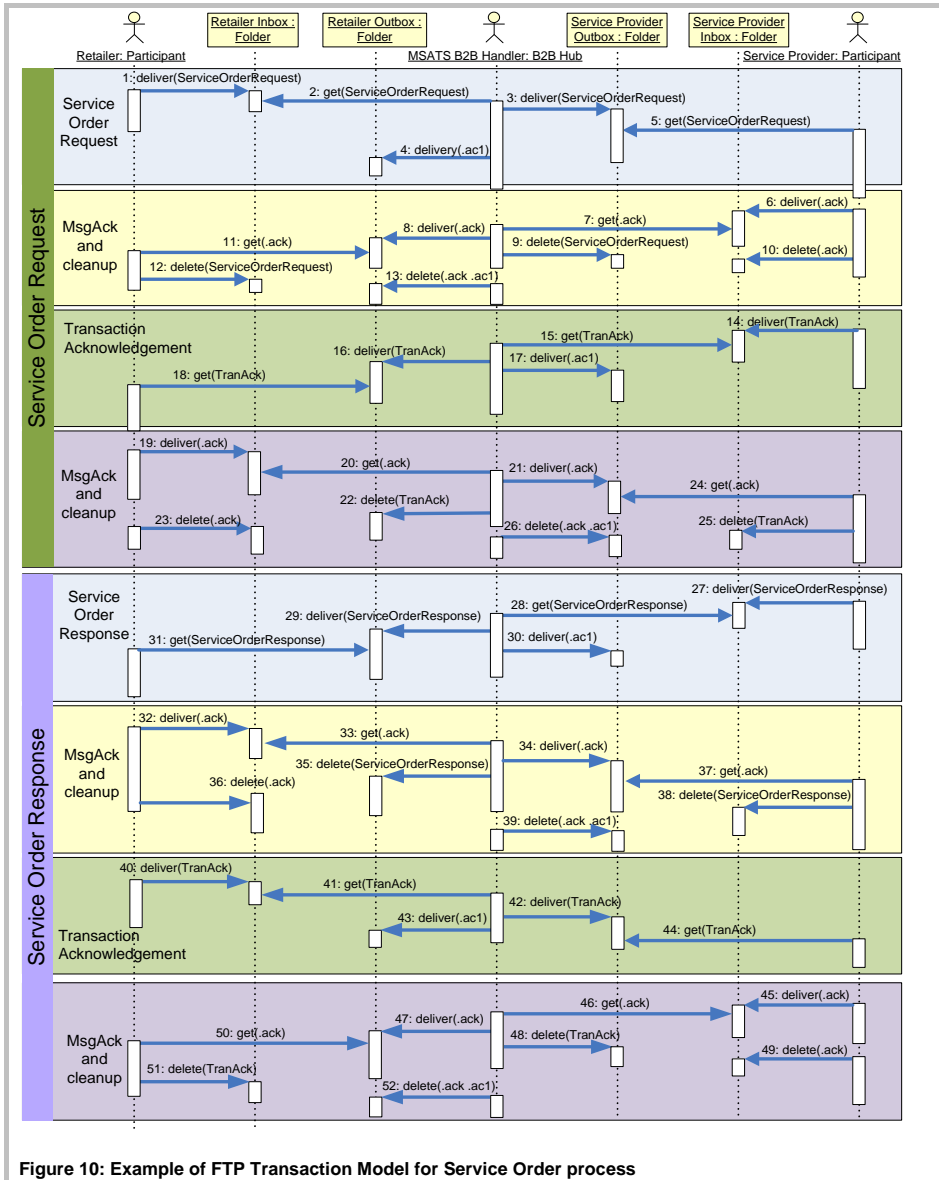 Retailer: Participant
Retailer Inbox :
Folder
Retailer Outbox :
Folder
MSATS B2B Handler: B2B Hub
Service Provider
Outbox : Folder
Service Provider
Inbox : Folder
Service Provider: Participant
Service Order Request
Service
Order
Request
1: deliver(ServiceOrderRequest)
2: get(ServiceOrderRequest)
3: deliver(ServiceOrderRequest)
4: delivery(.ac1)
5: get(ServiceOrderRequest)
MsgAck
and
cleanup
6: deliver(.ack)
7: get(.ack)
8: deliver(.ack)
9: delete(ServiceOrderRequest)
10: delete(.ack)
11: get(.ack)
12: delete(ServiceOrderRequest)
13: delete(.ack .ac1)
Transaction
Acknowledgement
14: deliver(TranAck)
15: get(TranAck)
16: deliver(TranAck)
17: deliver(.ac1)
18: get(TranAck)
MsgAck
and
cleanup
19: deliver(.ack)
20: get(.ack)
21: deliver(.ack)
22: delete(TranAck)
23: delete(.ack)
24: get(.ack)
25: delete(TranAck)
26: delete(.ack .ac1)
Service Order Response
Service
Order
Response
27: deliver(ServiceOrderResponse)
28: get(ServiceOrderResponse)
29: deliver(ServiceOrderResponse)
30: deliver(.ac1)
31: get(ServiceOrderResponse)
MsgAck
and
cleanup
32: deliver(.ack)
33: get(.ack)
34: deliver(.ack)
35: delete(ServiceOrderResponse)
36: delete(.ack)
37: get(.ack)
38: delete(ServiceOrderResponse)
39: delete(.ack .ac1)
Transaction
Acknowledgement
40: deliver(TranAck)
41: get(TranAck)
42: deliver(TranAck)
43: deliver(.ac1)
44: get(TranAck)
MsgAck
and
cleanup
45: deliver(.ack)
46: get(.ack)
47: deliver(.ack)
48: delete(TranAck)
49: delete(.ack)
50: get(.ack)
51: delete(TranAck)
52: delete(.ack .ac1)
Figure 10: Example of FTP Transaction Model for Service Order process